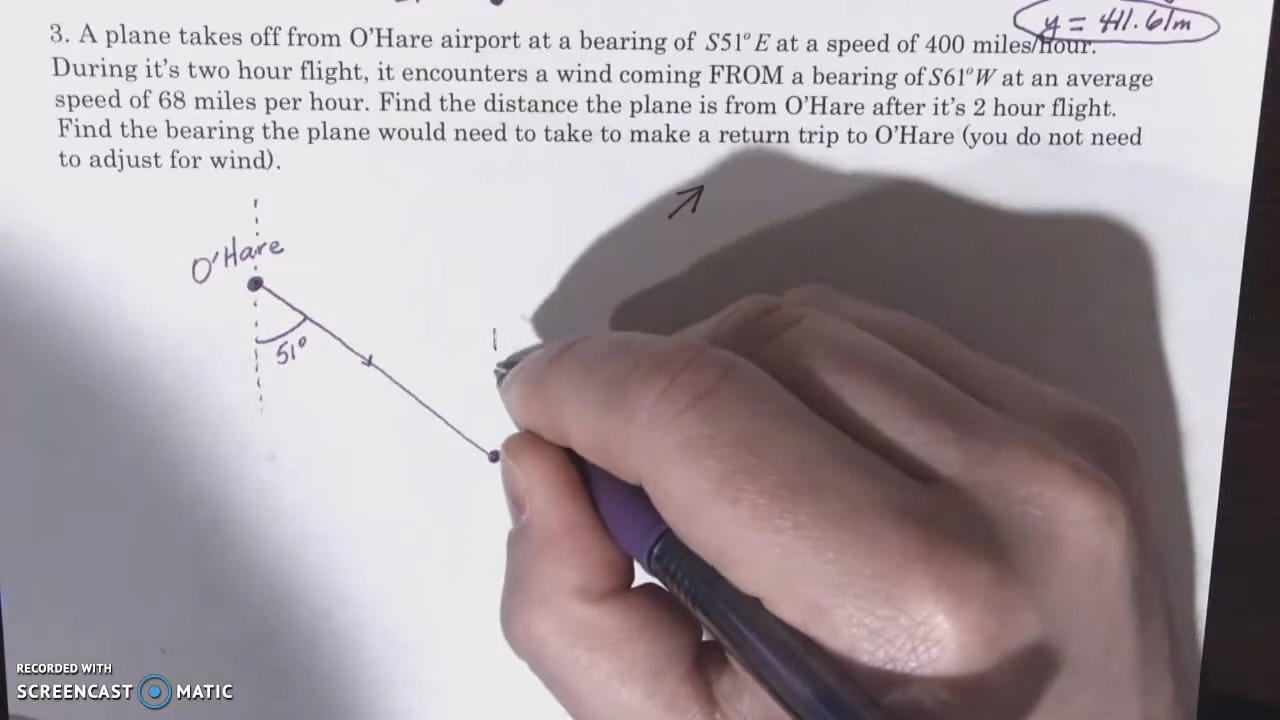 y = 411.61m
3. A plane takes off from O'Hare airport at a bearing of S51°E at a speed of 400 miles/hour.
During it's two hour flight, it encounters a wind coming FROM a bearing of S61°W at an average
speed of 68 miles per hour. Find the distance the plane is from O'Hare after it's 2 hour flight.
Find the bearing the plane would need to take to make a return trip to O'Hare (you do not need
to adjust for wind).
O'Hare
51°
RECORDED WITH
SCREENCAST MATIC